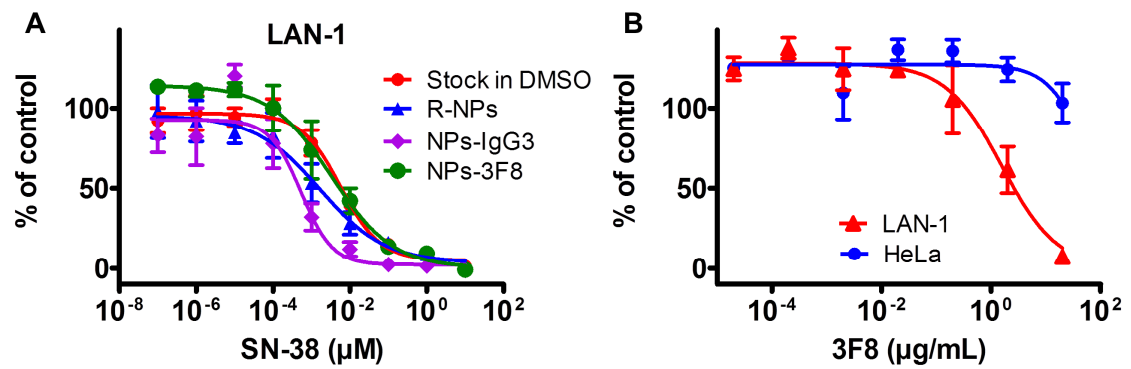 A
LAN-1
% of control
100
50
0
Stock in DMSO
R-NPs
NPs-IgG3
NPs-3F8
10-8 10-6 10-4 10-2 100 102
SN-38 (µM)
B
% of control
100
50
0
LAN-1
HeLa
10-4 10-2 100 102
3F8 (µg/mL)